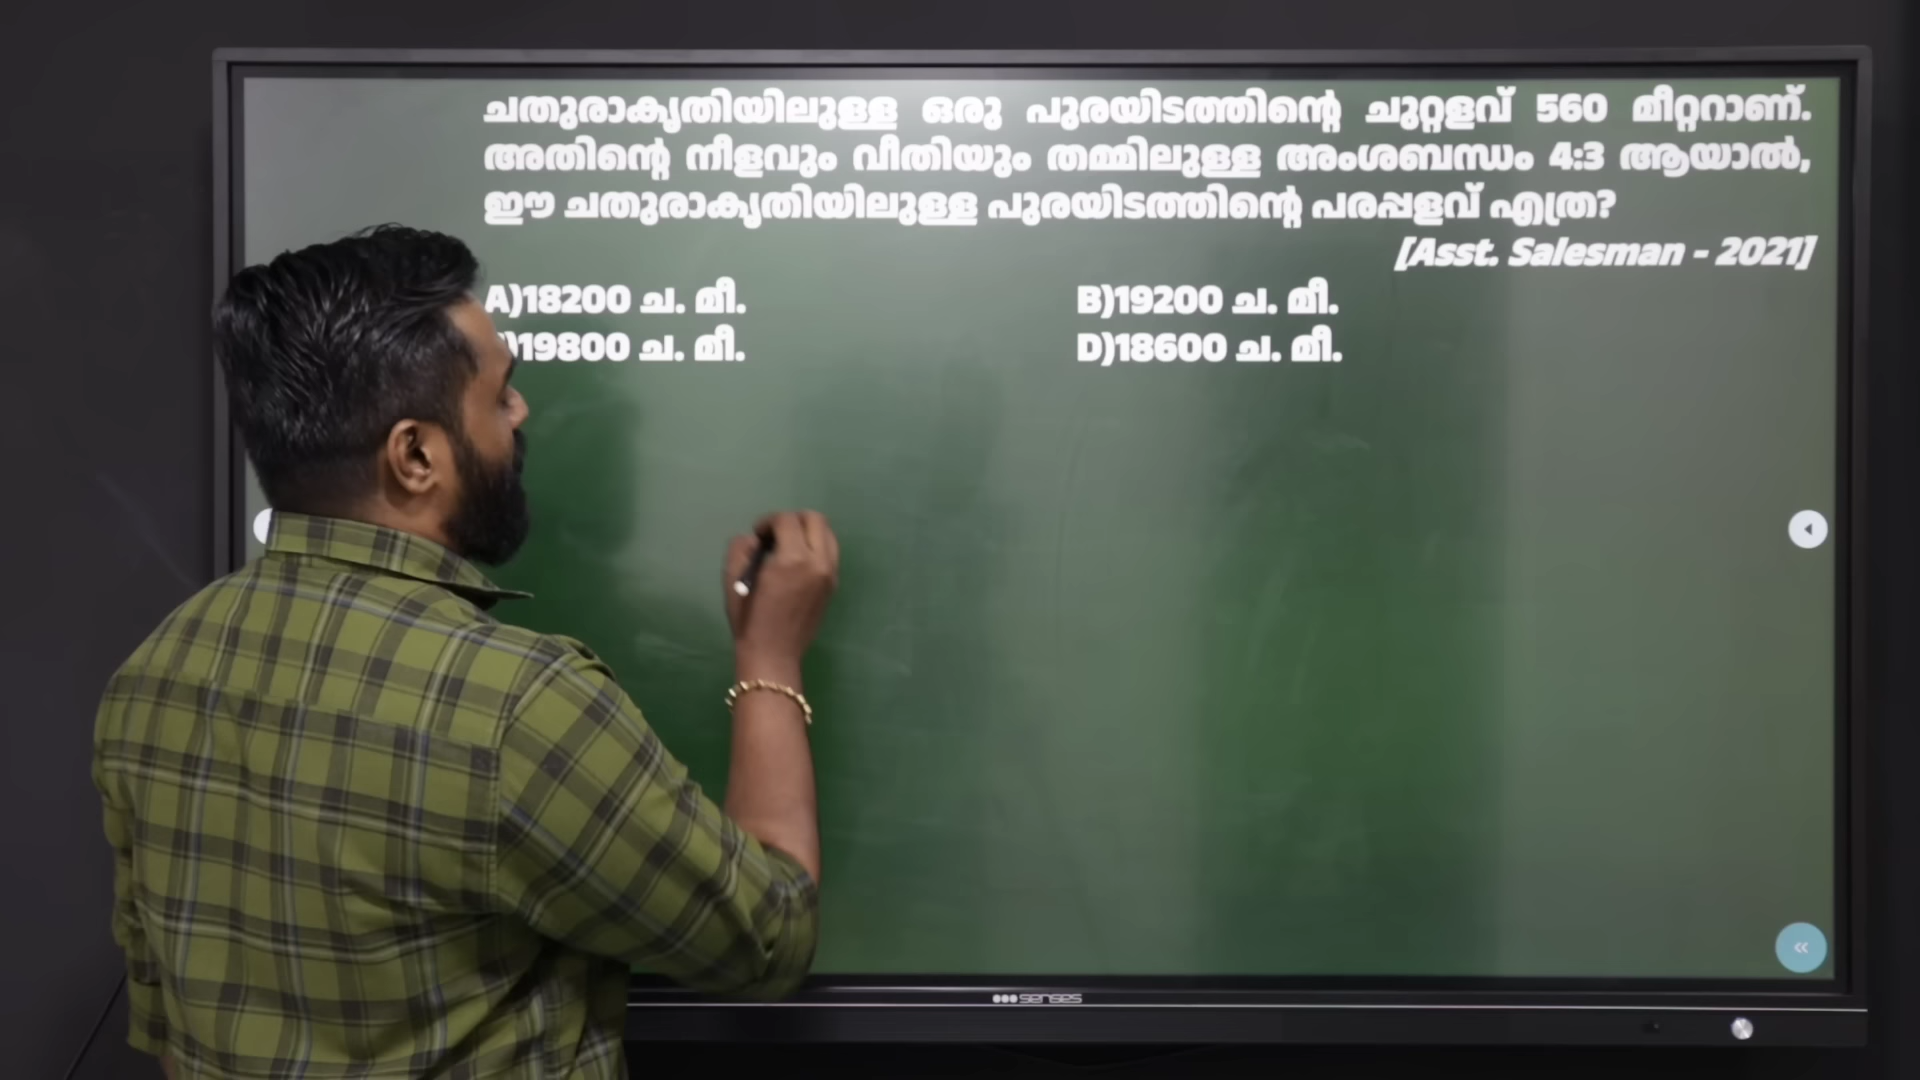 ചതുരാകൃതിയിലുള്ള ഒരു പുരയിടത്തിന്റെ ചുറ്റളവ് 560 മീറ്ററാണ്.
അതിന്റെ നീളവും വീതിയും തമ്മിലുള്ള അംശബന്ധം 4:3 ആയാൽ,
ഈ ചതുരാകൃതിയിലുള്ള പുരയിടത്തിന്റെ പരപ്പളവ് എത്ര?
[Asst. Salesman - 2021]
A)18200 ച. മീ. B)19200 ച. മീ.
)19800 ച. മീ. D)18600 ച. മീ.
senses